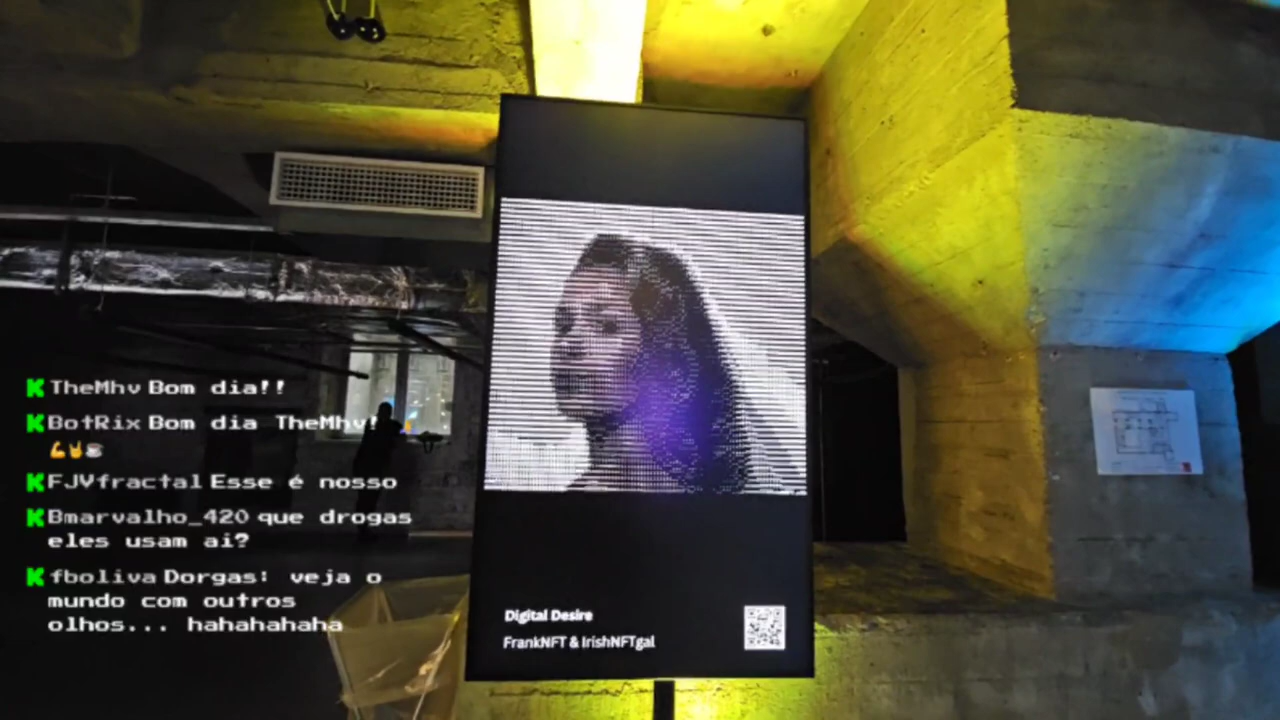 K TheMhv Bom dia!!
K BotRix Bom dia TheMhv!
💪🤘☕
K FJVfractal Esse é nosso
K Bmarvalho_420 que drogas
eles usam ai?
K fboliva Dorgas: veja o
mundo com outros
olhos... hahahahaha
Digital Desire
FrankNFT & IrishNFTgal